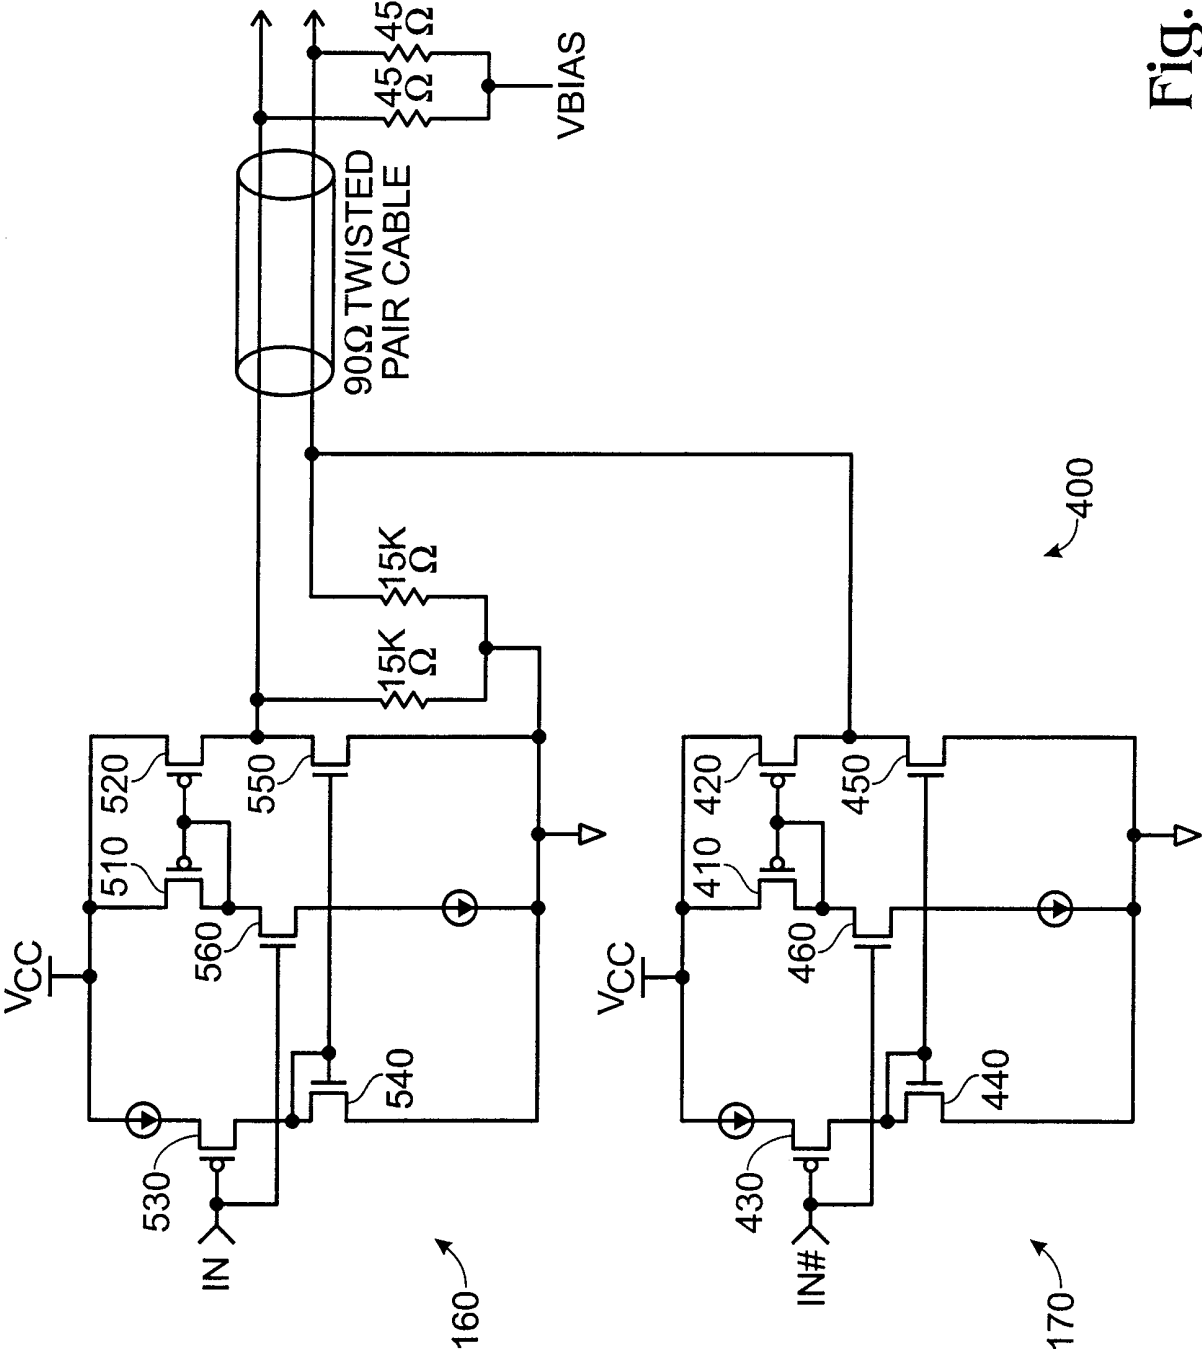 Fig.
45
Ω
45
Ω
VBIAS
90Ω TWISTED
PAIR CABLE
15K
Ω
15K
Ω
400
VCC
510
520
550
560
530
540
IN
160
VCC
410
420
450
460
430
440
IN#
170